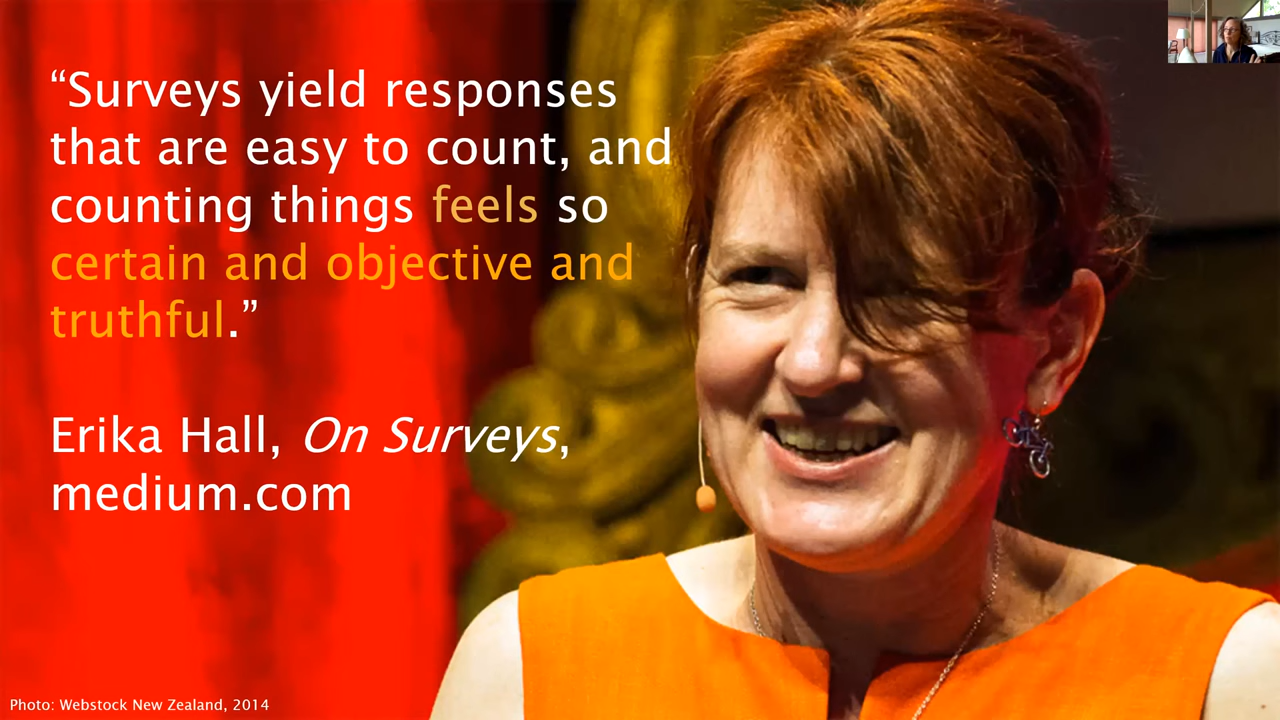 “Surveys yield responses
that are easy to count, and
counting things feels so
certain and objective and
truthful.”
Erika Hall, On Surveys,
medium.com
Photo: Webstock New Zealand, 2014